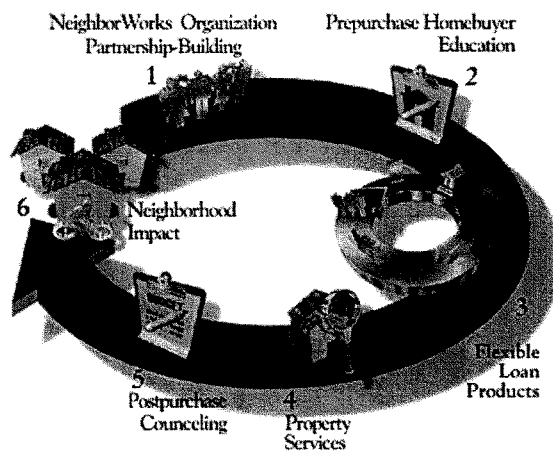 NeighborWorks Organization
Partnership-Building
1
Prepurchase Homebuyer
Education
2
3
Flexible
Loan
Products
4
Property
Services
5
Postpurchase
Counceling
6
Neighborhood
Impact